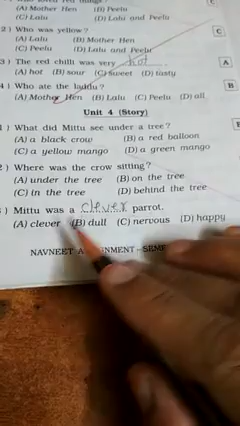 (A) Mother Hen (B) Peelu
(C) Lalu (D) Lalu and Peelu
2) Who was yellow? C
(A) Lalu (B) Mother Hen
(C) Peelu (D) Lalu and Peelu
3) The red chilli was very hot. A
(A) hot (B) sour (C) sweet (D) tasty
4) Who ate the laddu? B
(A) Mother Hen (B) Lalu (C) Peelu (D) all
Unit 4 (Story)
1) What did Mittu see under a tree?
(A) a black crow (B) a red balloon
(C) a yellow mango (D) a green mango
2) Where was the crow sitting?
(A) under the tree (B) on the tree
(C) in the tree (D) behind the tree
) Mittu was a clever parrot.
(A) clever (B) dull (C) nervous (D) happy
NAVNEET